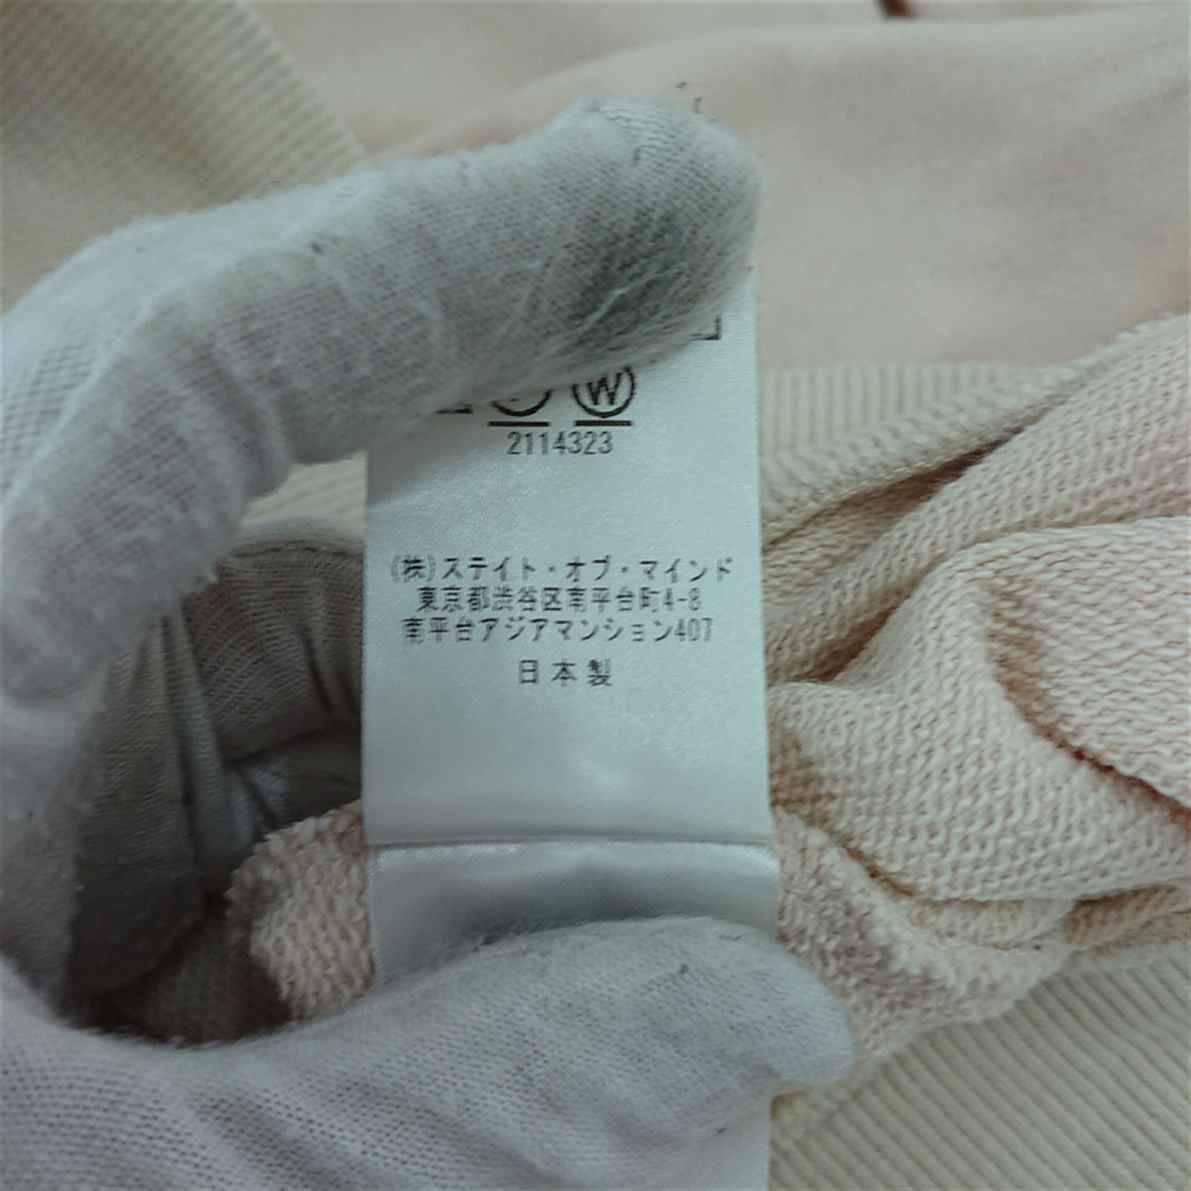 W
2114323
(株)ステイト・オブ・マインド
東京都渋谷区南平台町4-8
南平台アジアマンション407
日本製